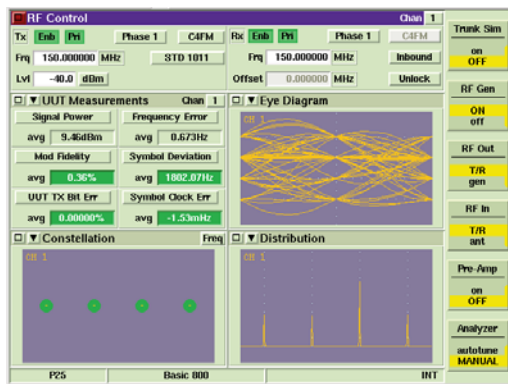 RF Control Chan 1
Tx Enb Pri Phase 1 C4FM Rx Enb Pri Phase 1 C4FM
Frq 150.000000 MHz STD 1011 Frq 150.000000 MHz Inbound
Lvl -40.0 dBm Offset 0.000000 MHz Unlock
UUT Measurements Chan 1
Signal Power Frequency Error
avg 9.46dBm avg 0.673Hz
Mod Fidelity Symbol Deviation
avg 0.36% avg 1802.07Hz
UUT TX Bit Err Symbol Clock Err
avg 0.00000% avg -1.53mHz
Eye Diagram
CH 1
Constellation Freq
CH 1
Distribution
CH 1
P25 Basic 800 INT
Trunk Sim
on
OFF
RF Gen
ON
off
RF Out
T/R
gen
RF In
T/R
ant
Pre-Amp
on
OFF
Analyzer
autotune
MANUAL